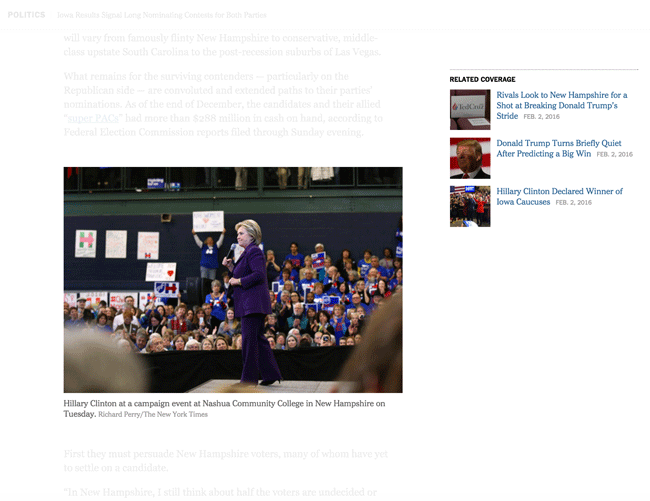 POLITICS Iowa Results Signal Long Nominating Contests for Both Parties
will vary from famously flinty New Hampshire to conservative, middle-
class upstate South Carolina to the post-recession suburbs of Las Vegas.
What remains for the surviving contenders — particularly on the
Republican side — are convoluted and extended paths to their parties'
nominations. As of the end of December, the candidates and their allied
“super PACs” had more than $288 million in cash on hand, according to
Federal Election Commission reports filed through Sunday evening.
Hillary Clinton at a campaign event at Nashua Community College in New Hampshire on
Tuesday. Richard Perry/The New York Times
First they must persuade New Hampshire voters, many of whom have yet
to settle on a candidate.
“In New Hampshire, I still think about half the voters are undecided or
RELATED COVERAGE
Rivals Look to New Hampshire for a
Shot at Breaking Donald Trump's
Stride FEB. 2, 2016
Donald Trump Turns Briefly Quiet
After Predicting a Big Win FEB. 2, 2016
Hillary Clinton Declared Winner of
Iowa Caucuses FEB. 2, 2016